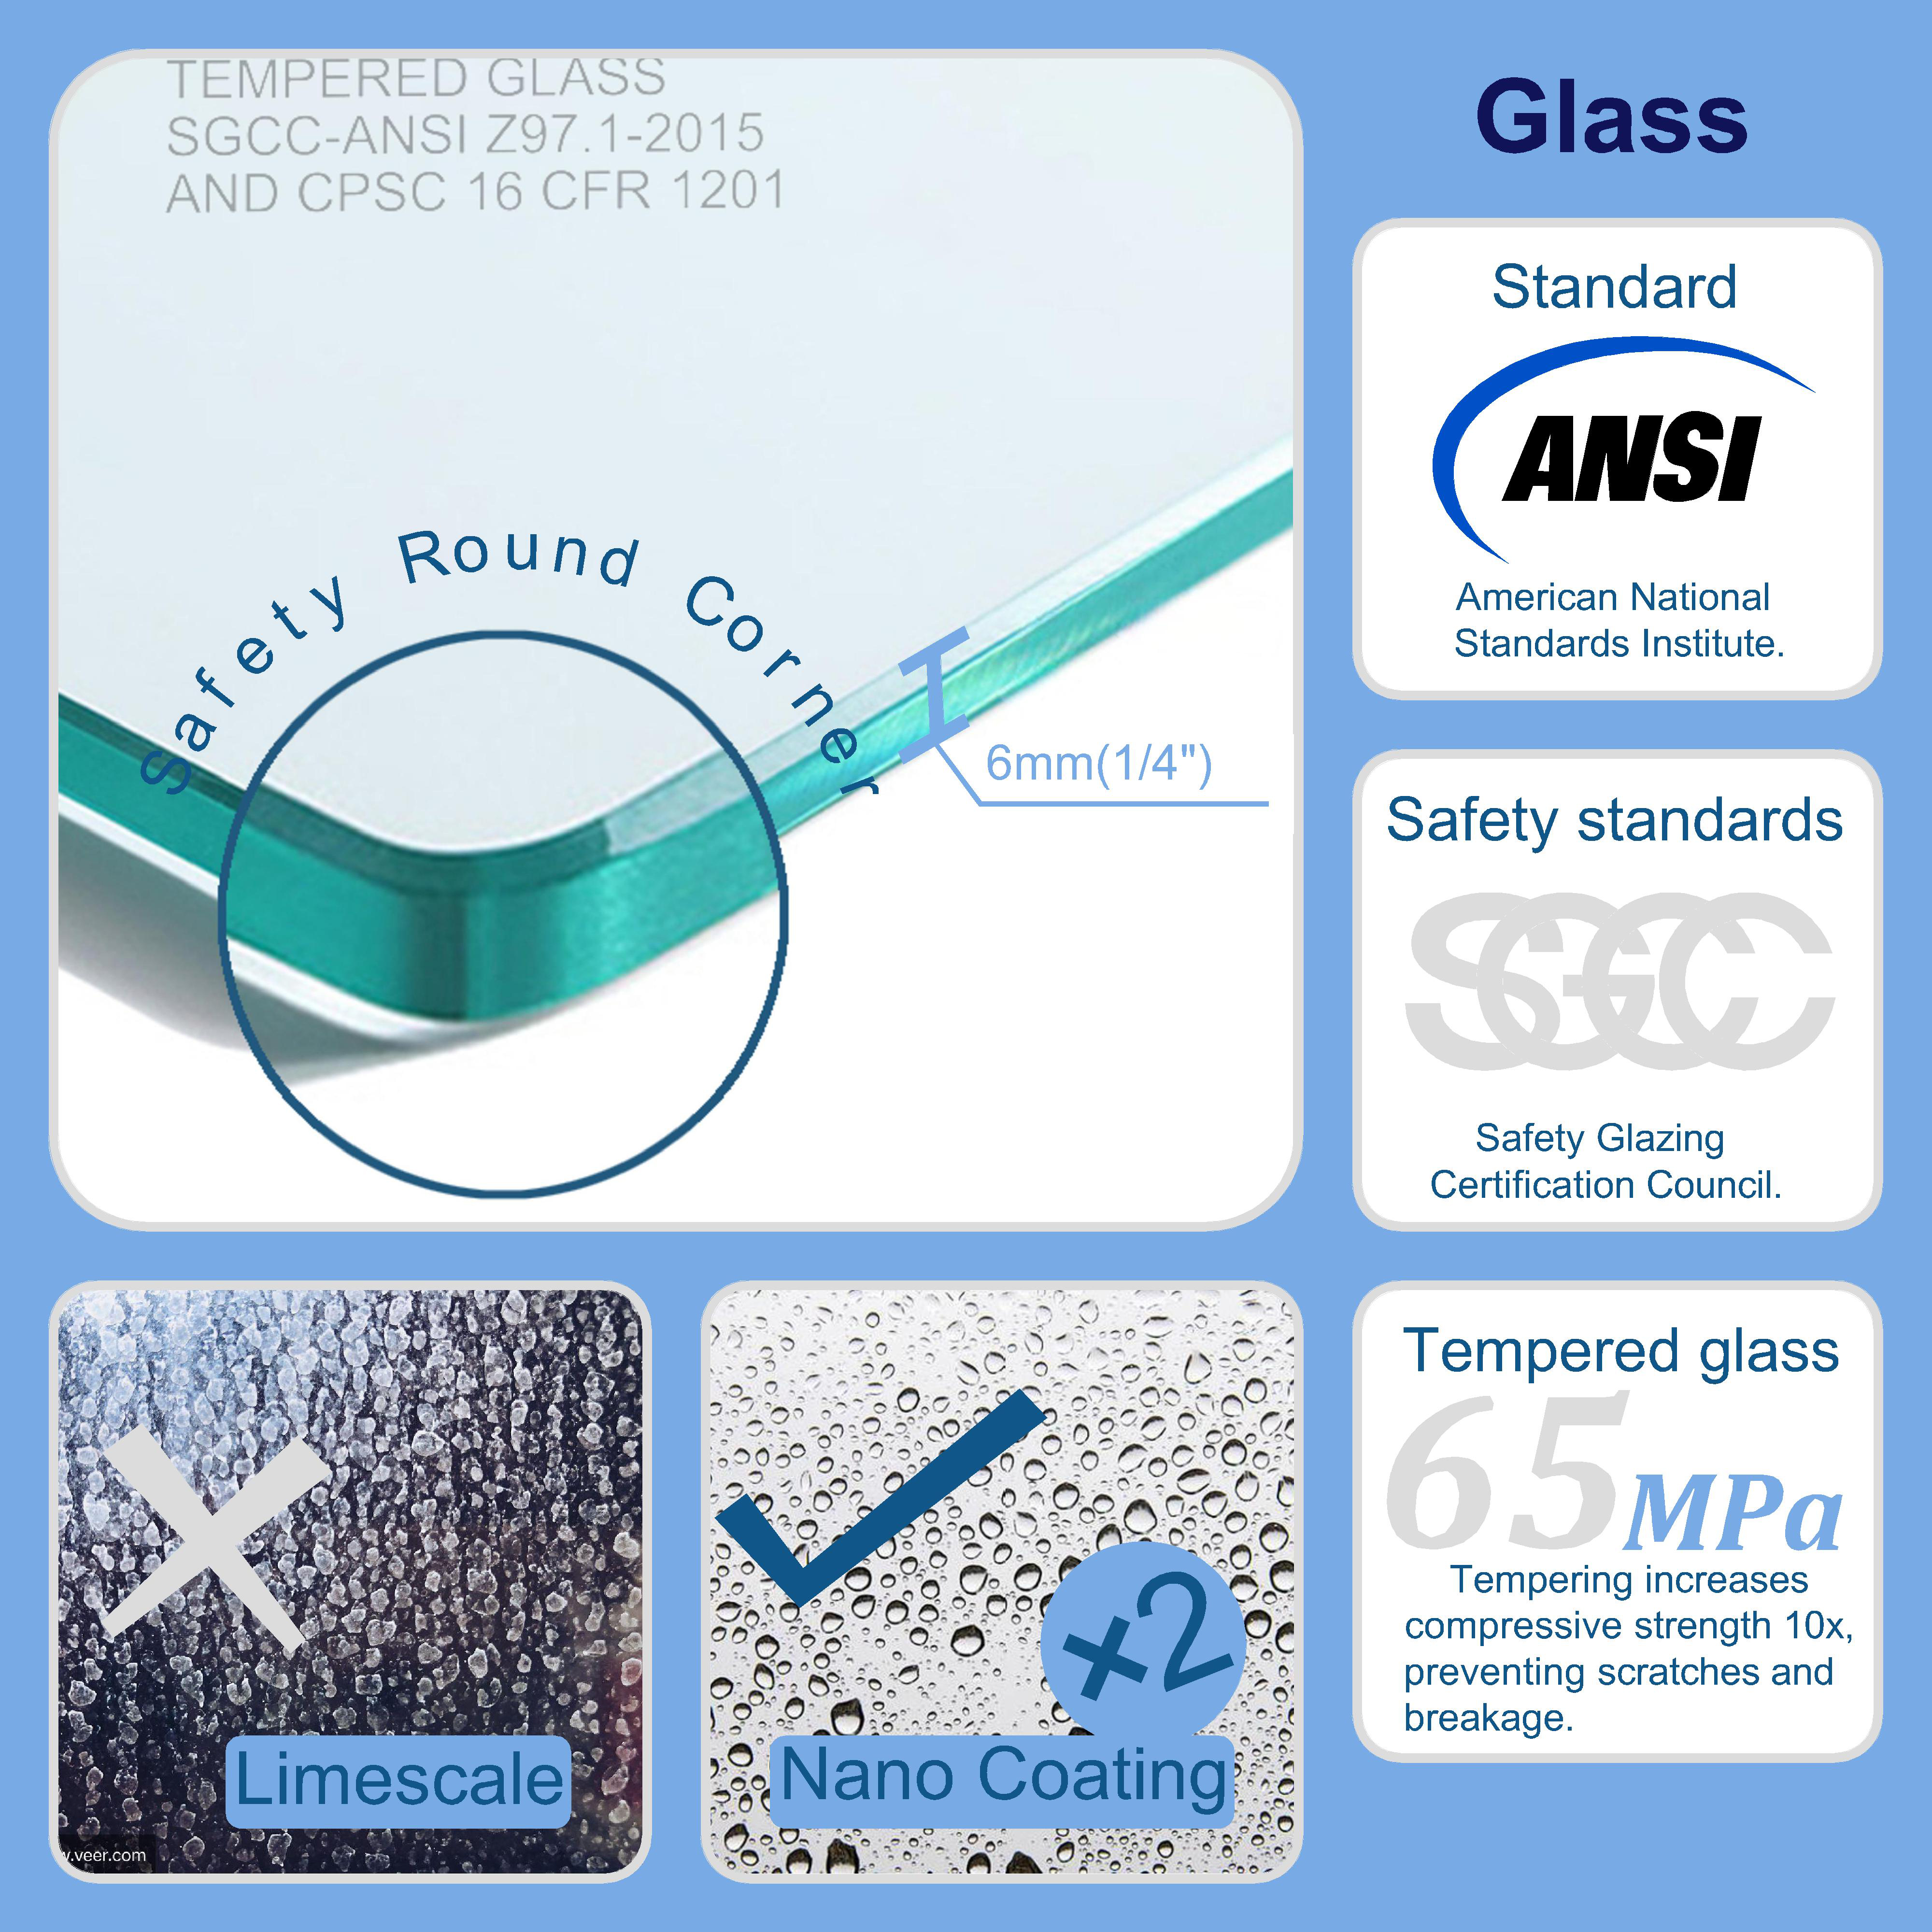 TEMPERED GLASS
SGCC-ANSI Z97.1-2015
AND CPSC 16 CFR 1201
Safety Round Corner
6mm(1/4")
Glass
Standard
ANSI
American National
Standards Institute.
Safety standards
SGCC
Safety Glazing
Certification Council.
Limescale
v.veer.com
+2
Nano Coating
Tempered glass
65MPa
Tempering increases
compressive strength 10x,
preventing scratches and
breakage.